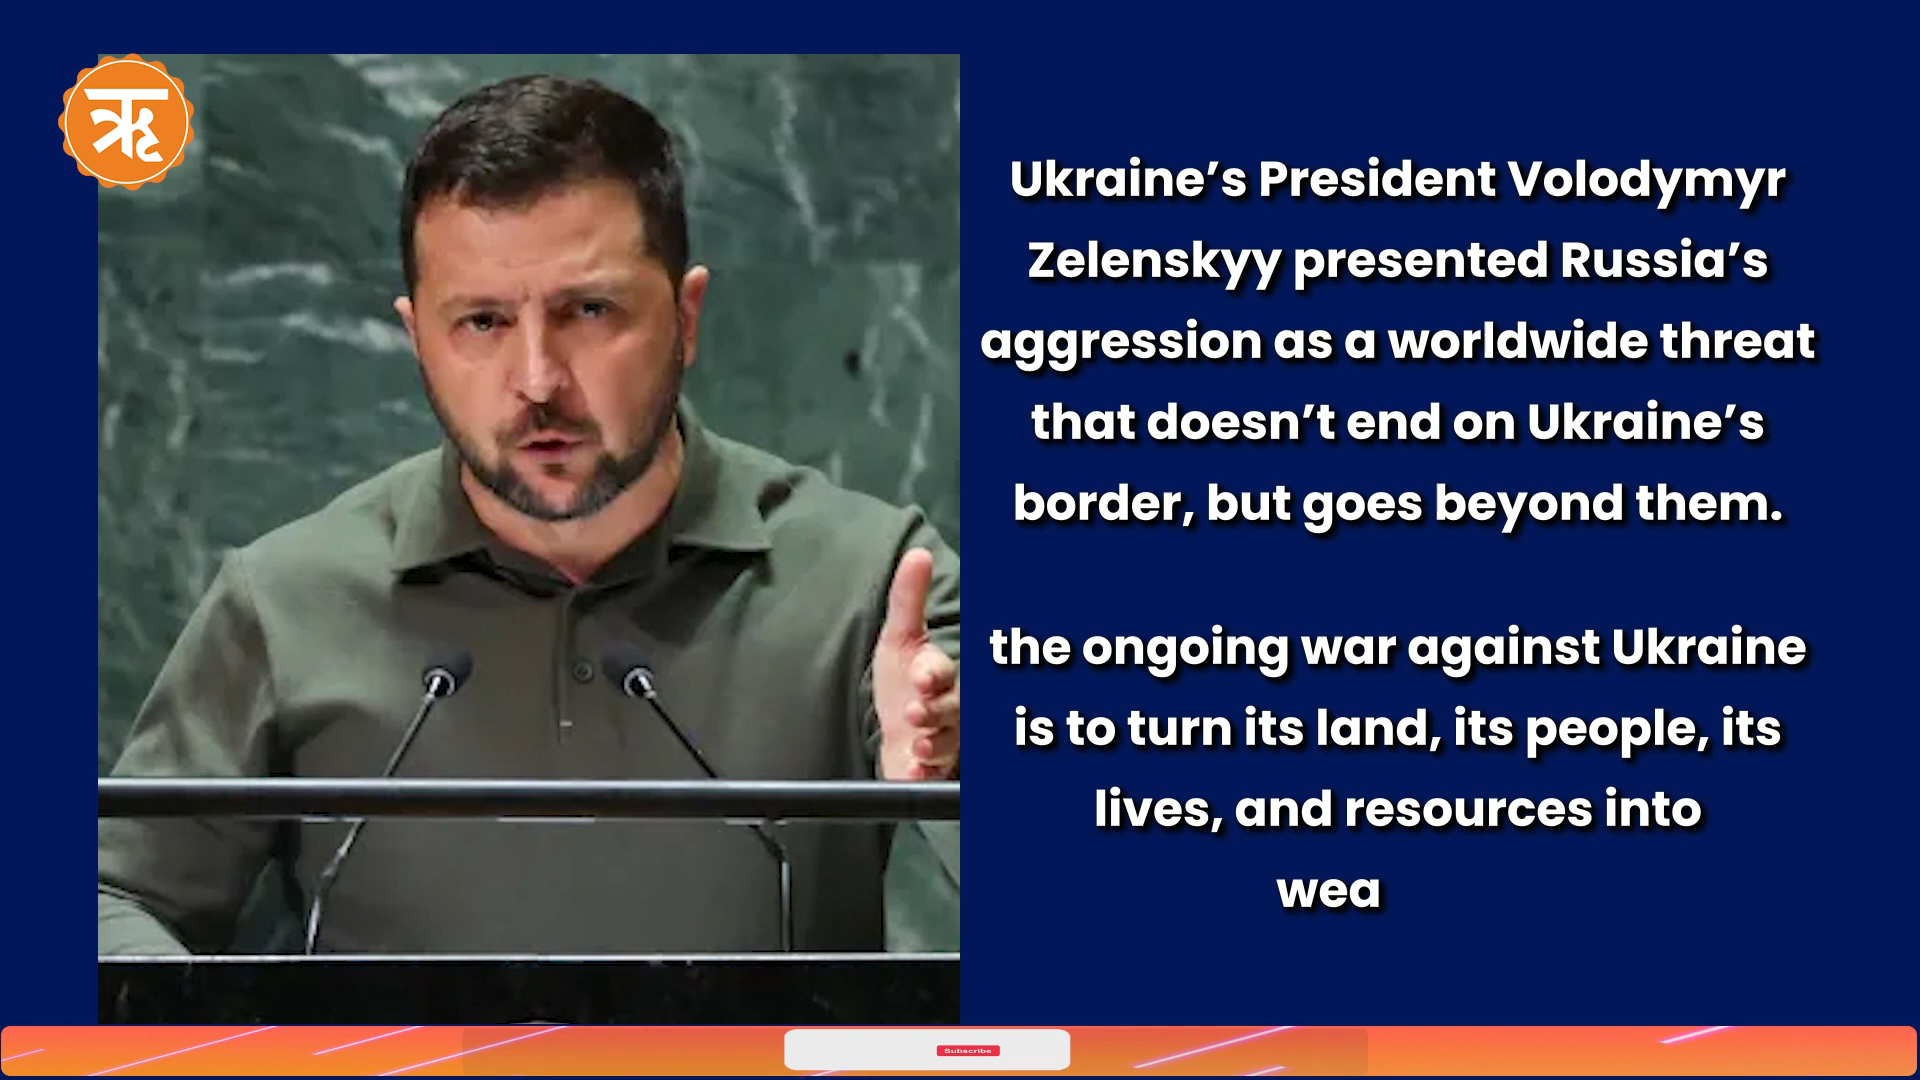 ऋ
Ukraine’s President Volodymyr
Zelenskyy presented Russia’s
aggression as a worldwide threat
that doesn’t end on Ukraine’s
border, but goes beyond them.
the ongoing war against Ukraine
is to turn its land, its people, its
lives, and resources into
wea
Subscribe